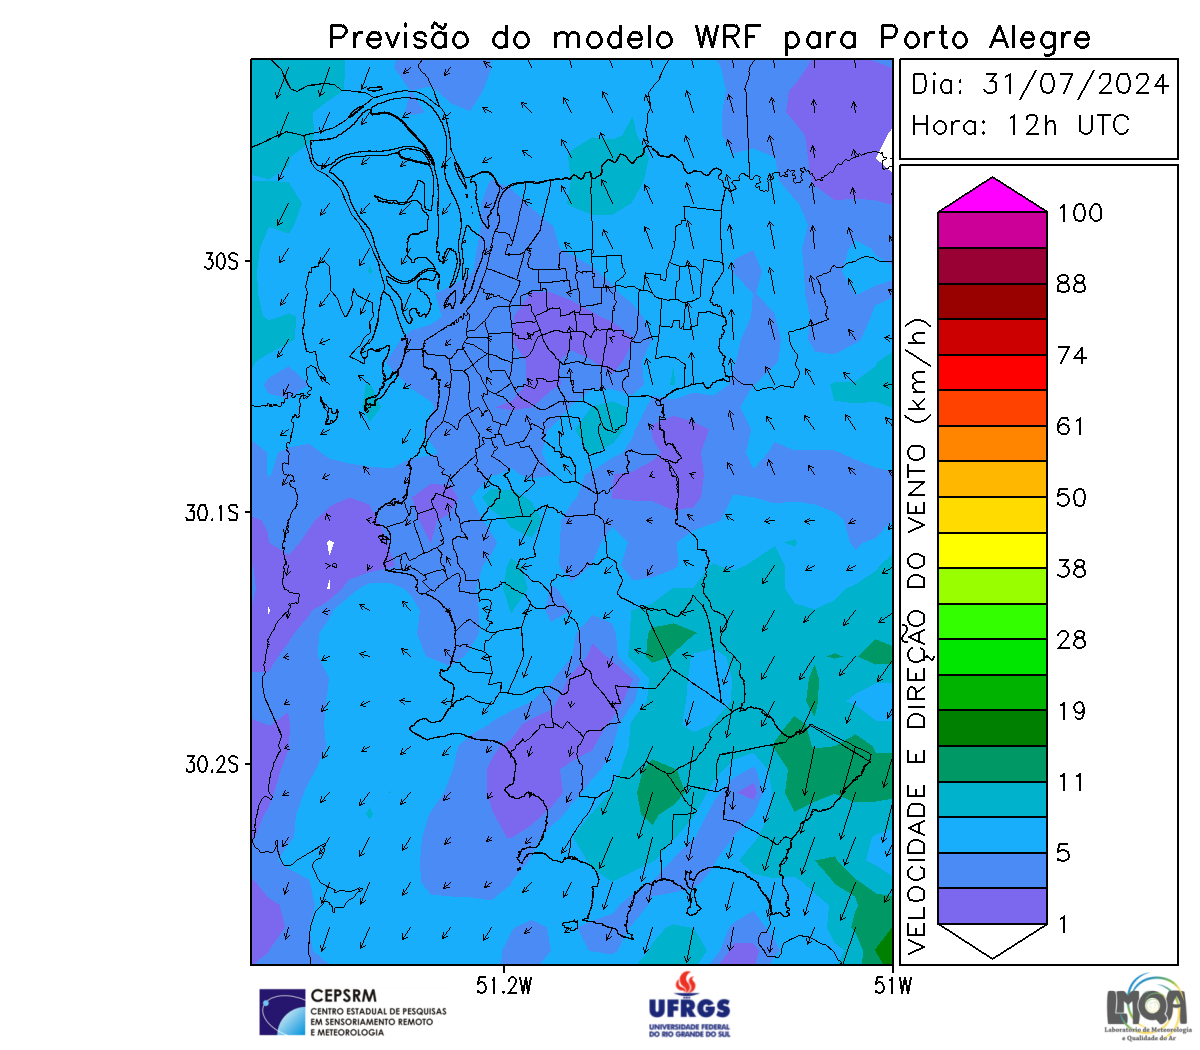 Previsão do modelo WRF para Porto Alegre
Dia: 31/07/2024
Hora: 12h UTC
100
88
74
61
50
38
28
19
11
5
1
VELOCIDADE E DIREÇÃO DO VENTO (km/h)
30S
30.1S
30.2S
51.2W
51W
CEPSRM
CENTRO ESTADUAL DE PESQUISAS
EM SENSORIAMENTO REMOTO
E METEOROLOGIA
UFRGS
UNIVERSIDADE FEDERAL
DO RIO GRANDE DO SUL
LMQA
Laboratório de Meteorologia
e Qualidade do Ar